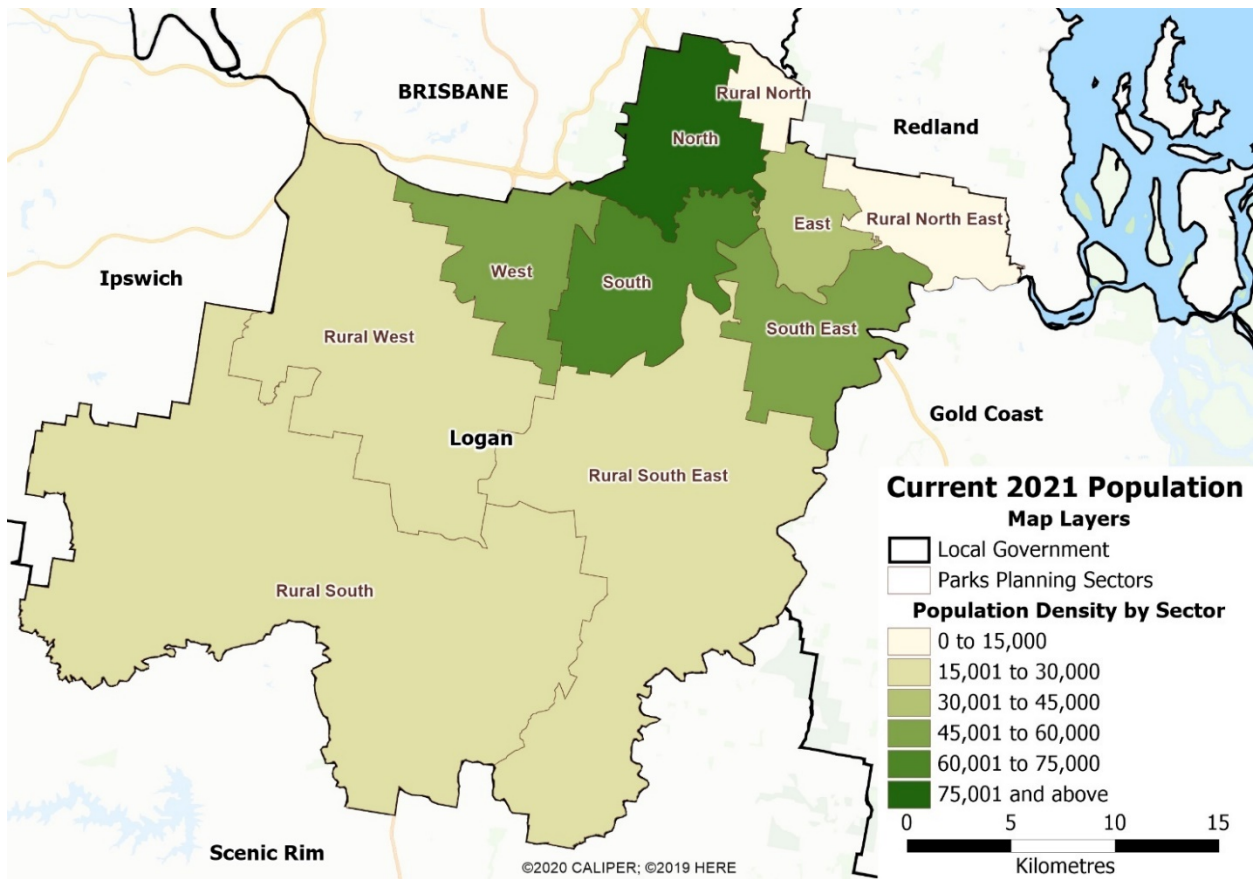 BRISBANE
Rural North
Redland
North
East
Rural North East
Ipswich
West
South
South East
Rural West
Gold Coast
Logan
Rural South East
Rural South
Scenic Rim
©2020 CALIPER; ©2019 HERE
Current 2021 Population
Map Layers
Local Government
Parks Planning Sectors
Population Density by Sector
0 to 15,000
15,001 to 30,000
30,001 to 45,000
45,001 to 60,000
60,001 to 75,000
75,001 and above
0 5 10 15
Kilometres